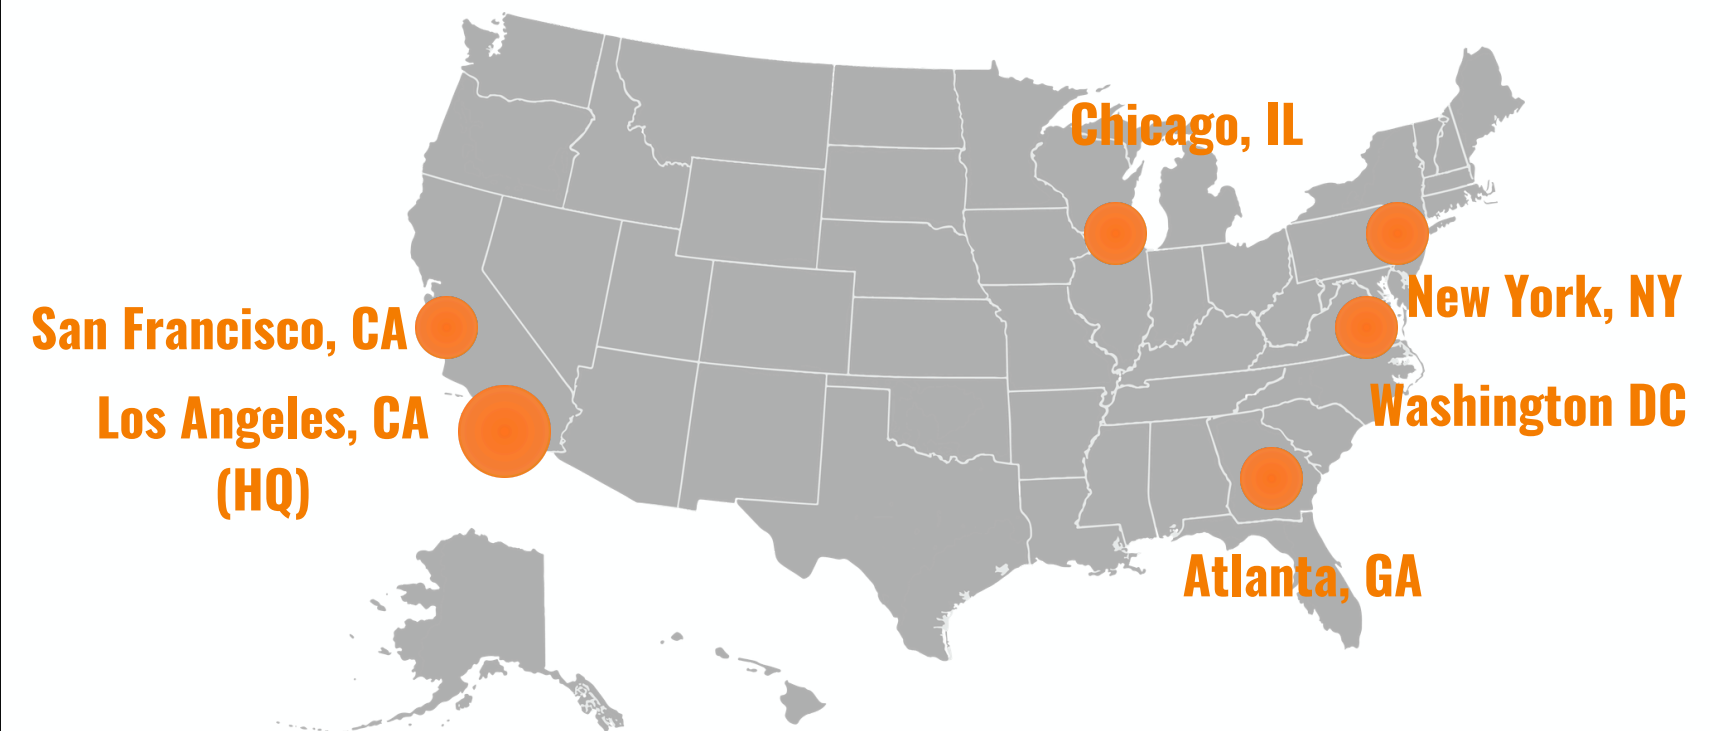 Chicago, IL
New York, NY
San Francisco, CA
Los Angeles, CA
(HQ)
Washington DC
Atlanta, GA